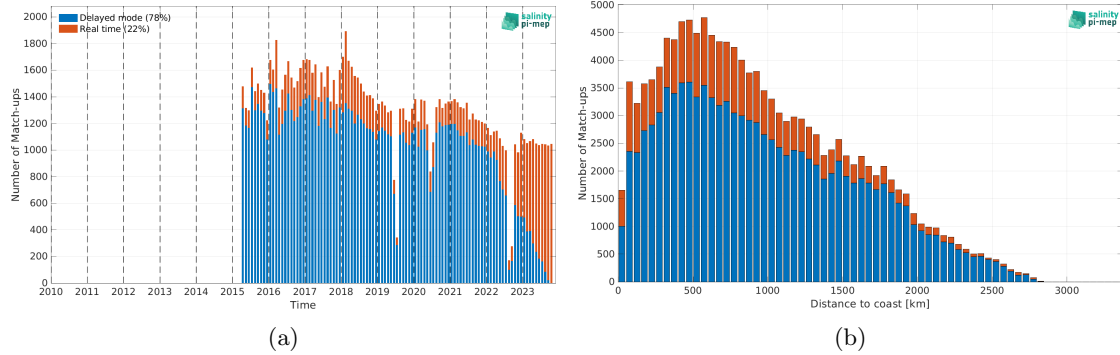 Delayed mode (78%)
Real time (22%)
salinity
pi-mep
2000
1800
1600
1400
1200
1000
800
600
400
200
0
Number of Match-ups
2010 2011 2012 2013 2014 2015 2016 2017 2018 2019 2020 2021 2022 2023
Time
(a)
salinity
pi-mep
5000
4500
4000
3500
3000
2500
2000
1500
1000
500
0
Number of Match-ups
0 500 1000 1500 2000 2500 3000
Distance to coast [km]
(b)